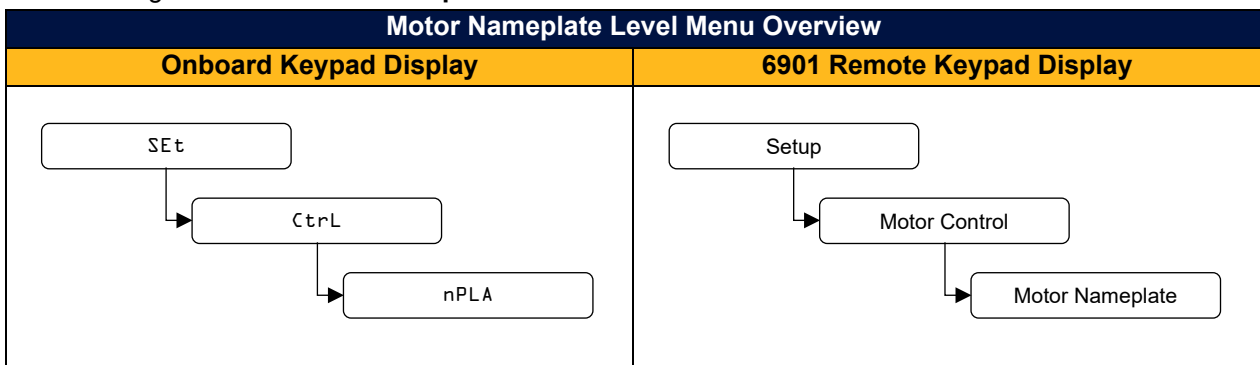 Motor Nameplate Level Menu Overview
Onboard Keypad Display
6901 Remote Keypad Display
SEt
CtrL
nPLA
Setup
Motor Control
Motor Nameplate